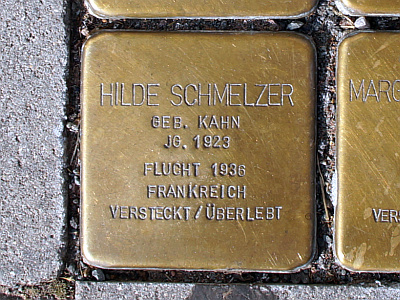 HILDE SCHMELZER
GEB. KAHN
JG. 1923
FLUCHT 1936
FRANKREICH
VERSTECKT/ÜBERLEBT